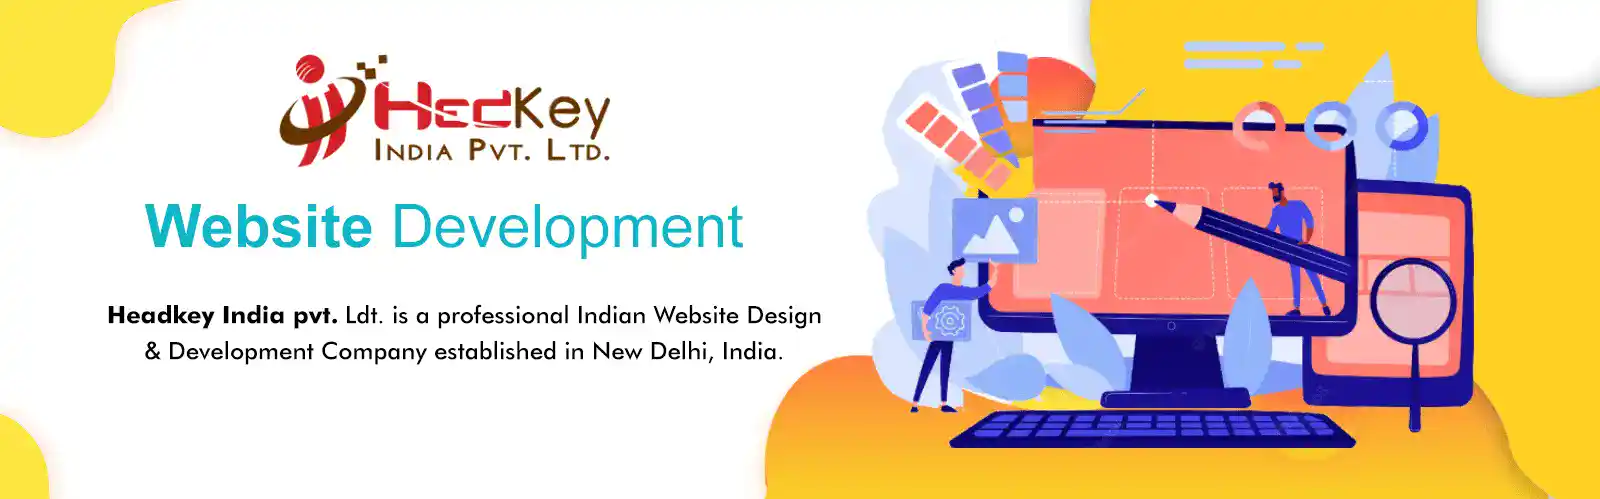 HedKey
India Pvt. Ltd.
Website Development
Headkey India pvt. Ldt. is a professional Indian Website Design
& Development Company established in New Delhi, India.